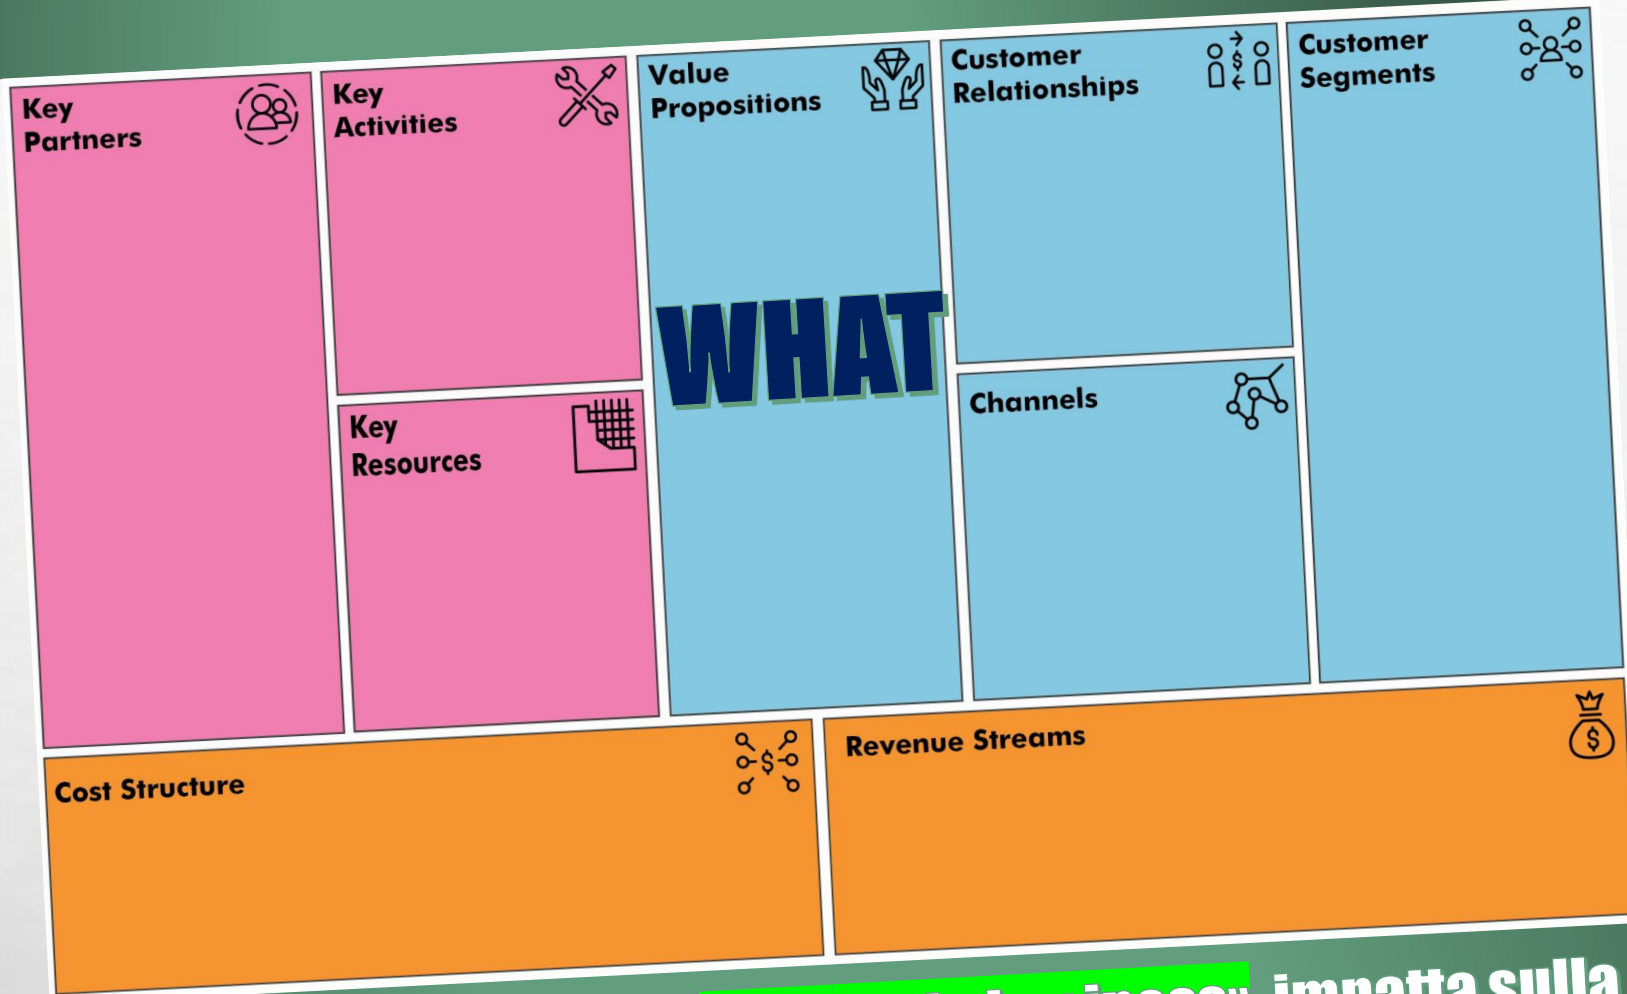 Key
Partners
Key
Activities
Value
Propositions
Customer
Relationships
Customer
Segments
WHAT
Key
Resources
Channels
Cost Structure
Revenue Streams
impatta sulla